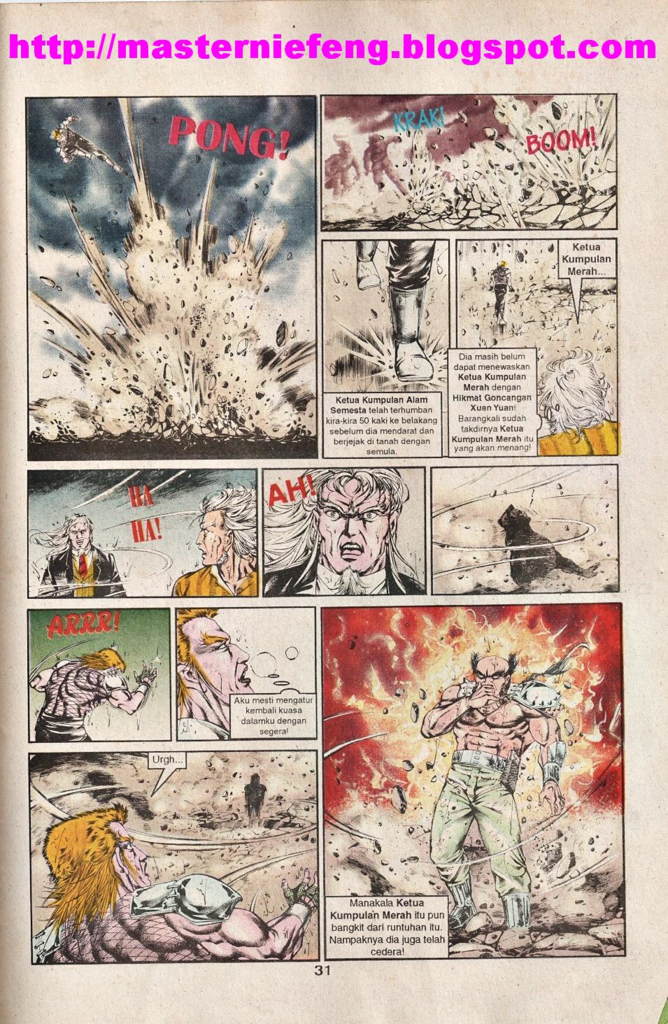 http://masterniefeng.blogspot.com
PONG!
KRAK!
BOOM!
Ketua Kumpulan Alam
Semesta telah terhumban
kira-kira 50 kaki ke belakang
sebelum dia mendarat dan
berjejak di tanah dengan
semula.
Ketua
Kumpulan
Merah...
Dia masih belum
dapat menewaskan
Ketua Kumpulan
Merah dengan
Hikmat Goncangan
Xuan Yuan!
Barangkali sudah
takdirnya Ketua
Kumpulan Merah itu
yang akan menang!
HA
HA!
AH!
ARRR!
Aku mesti mengatur
kembali kuasa
dalamku dengan
segera!
Urgh...
Manakala Ketua
Kumpulan Merah itu pun
bangkit dari runtuhan itu.
Nampaknya dia juga telah
cedera!
31